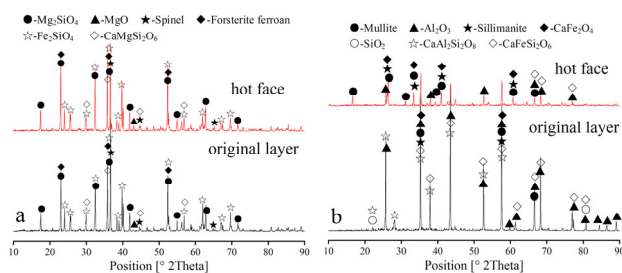 ●-Mg₂SiO₄ ▲-MgO ★-Spinel ◆-Forsterite ferroan
☆-Fe₂SiO₄ ◇-CaMgSi₂O₆
hot face
original layer
a
10 20 30 40 50 60 70 80 90
Position [° 2Theta]
●-Mullite ▲-Al₂O₃ ★-Sillimanite ◆-CaFe₂O₄
○-SiO₂ ☆-CaAl₂Si₂O₈ ◇-CaFeSi₂O₆
hot face
original layer
b
10 20 30 40 50 60 70 80 90
Position [° 2Theta]